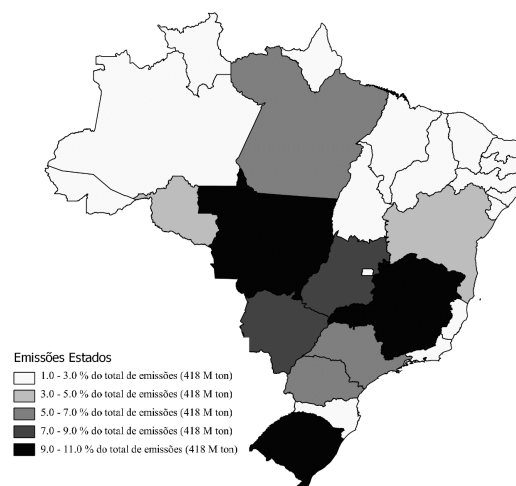 Emissões Estados
1.0 - 3.0 % do total de emissões (418 M ton)
3.0 - 5.0 % do total de emissões (418 M ton)
5.0 - 7.0 % do total de emissões (418 M ton)
7.0 - 9.0 % do total de emissões (418 M ton)
9.0 - 11.0 % do total de emissões (418 M ton)